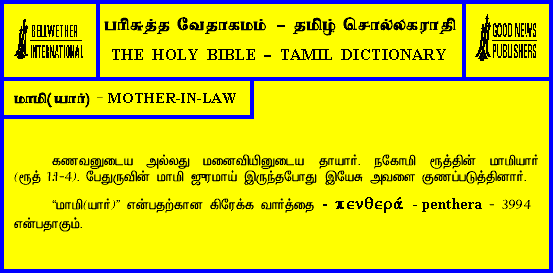 BELLWETHER
INTERNATIONAL
பரிசுத்த வேதாகமம் – தமிழ் சொல்லகராதி
THE HOLY BIBLE – TAMIL DICTIONARY
GOOD NEWS
PUBLISHERS
மாமி(யார்) – MOTHER-IN-LAW
கணவனுடைய அல்லது மனைவியினுடைய தாயார். நகோமி ரூத்தின் மாமியார்
(ரூத் 1:1-4). பேதுருவின் மாமி ஜுரமாய் இருந்தபோது இயேசு அவளை குணப்படுத்தினார்.
“மாமி(யார்)” என்பதற்கான கிரேக்க வார்த்தை - πενθερά - penthera – 3994
என்பதாகும்.